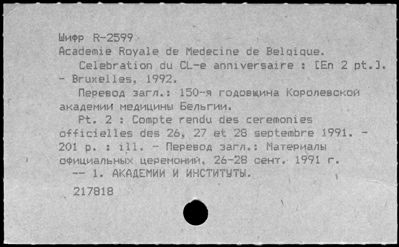 Шифр R-2599
Academie Royale de Medecine de Belgique.
Celebration du CL-e anniversaire : [En 2 pt.].
- Bruxelles, 1992.
Перевод загл.: 150-я годовщина Королевской
академии медицины Бельгии.
Pt. 2 : Compte rendu des ceremonies
officielles des 26, 27 et 28 septembre 1991. -
201 p. : ill. - Перевод загл.: Материалы
официальных церемоний, 26-28 сент. 1991 г.
-- 1. АКАДЕМИИ И ИНСТИТУТЫ.
217818